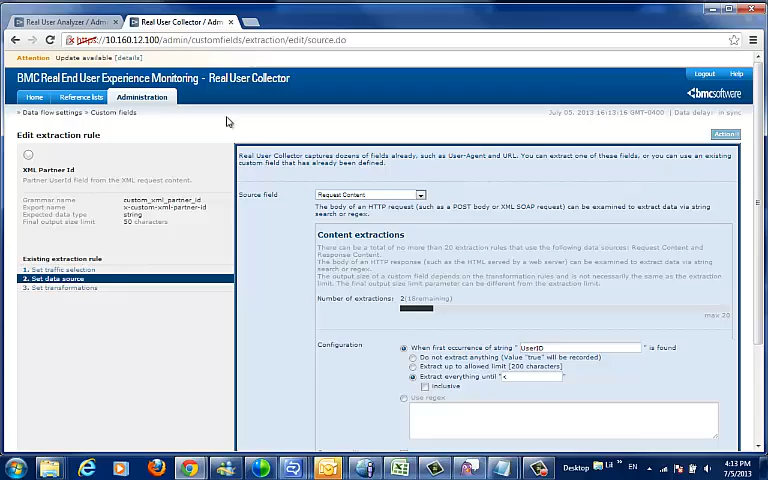 Real User Analyzer / Admin
Real User Collector / Admin
https://10.160.12.100/admin/customfields/extraction/edit/source.do
Attention Update available [details]
BMC Real End User Experience Monitoring - Real User Collector
Logout Help
Home Reference lists Administration
bmcsoftware
» Data flow settings » Custom fields
July 05, 2013 16:13:16 GMT-0400 | Data delay: in sync
Edit extraction rule
Action
XML Partner Id
Partner UserId field from the XML request content.
Grammar name custom_xml_partner_id
Export name x-custom-xml-partner-id
Expected data type string
Final output size limit 50 characters
Existing extraction rule
1. Set traffic selection
2. Set data source
3. Set transformations
Real User Collector captures dozens of fields already, such as User-Agent and URL. You can extract one of these fields, or you can use an existing
custom field that has already been defined.
Source field Request Content
The body of an HTTP request (such as a POST body or XML SOAP request) can be examined to extract data via string
search or regex.
Content extractions
There can be a total of no more than 20 extraction rules that use the following data sources: Request Content and
Response Content.
The body of an HTTP response (such as the HTML served by a web server) can be examined to extract data via string
search or regex.
The output size of a custom field depends on the transformation rules and is not necessarily the same as the extraction
limit. The final output size limit parameter can be different from the extraction limit.
Number of extractions: 2(18remaining)
max 20
Configuration When first occurrence of string " UserID " is found
Do not extract anything (Value "true" will be recorded)
Extract up to allowed limit [200 characters]
Extract everything until "< "
Inclusive
Use regex
Desktop » EN 4:13 PM
7/5/2013